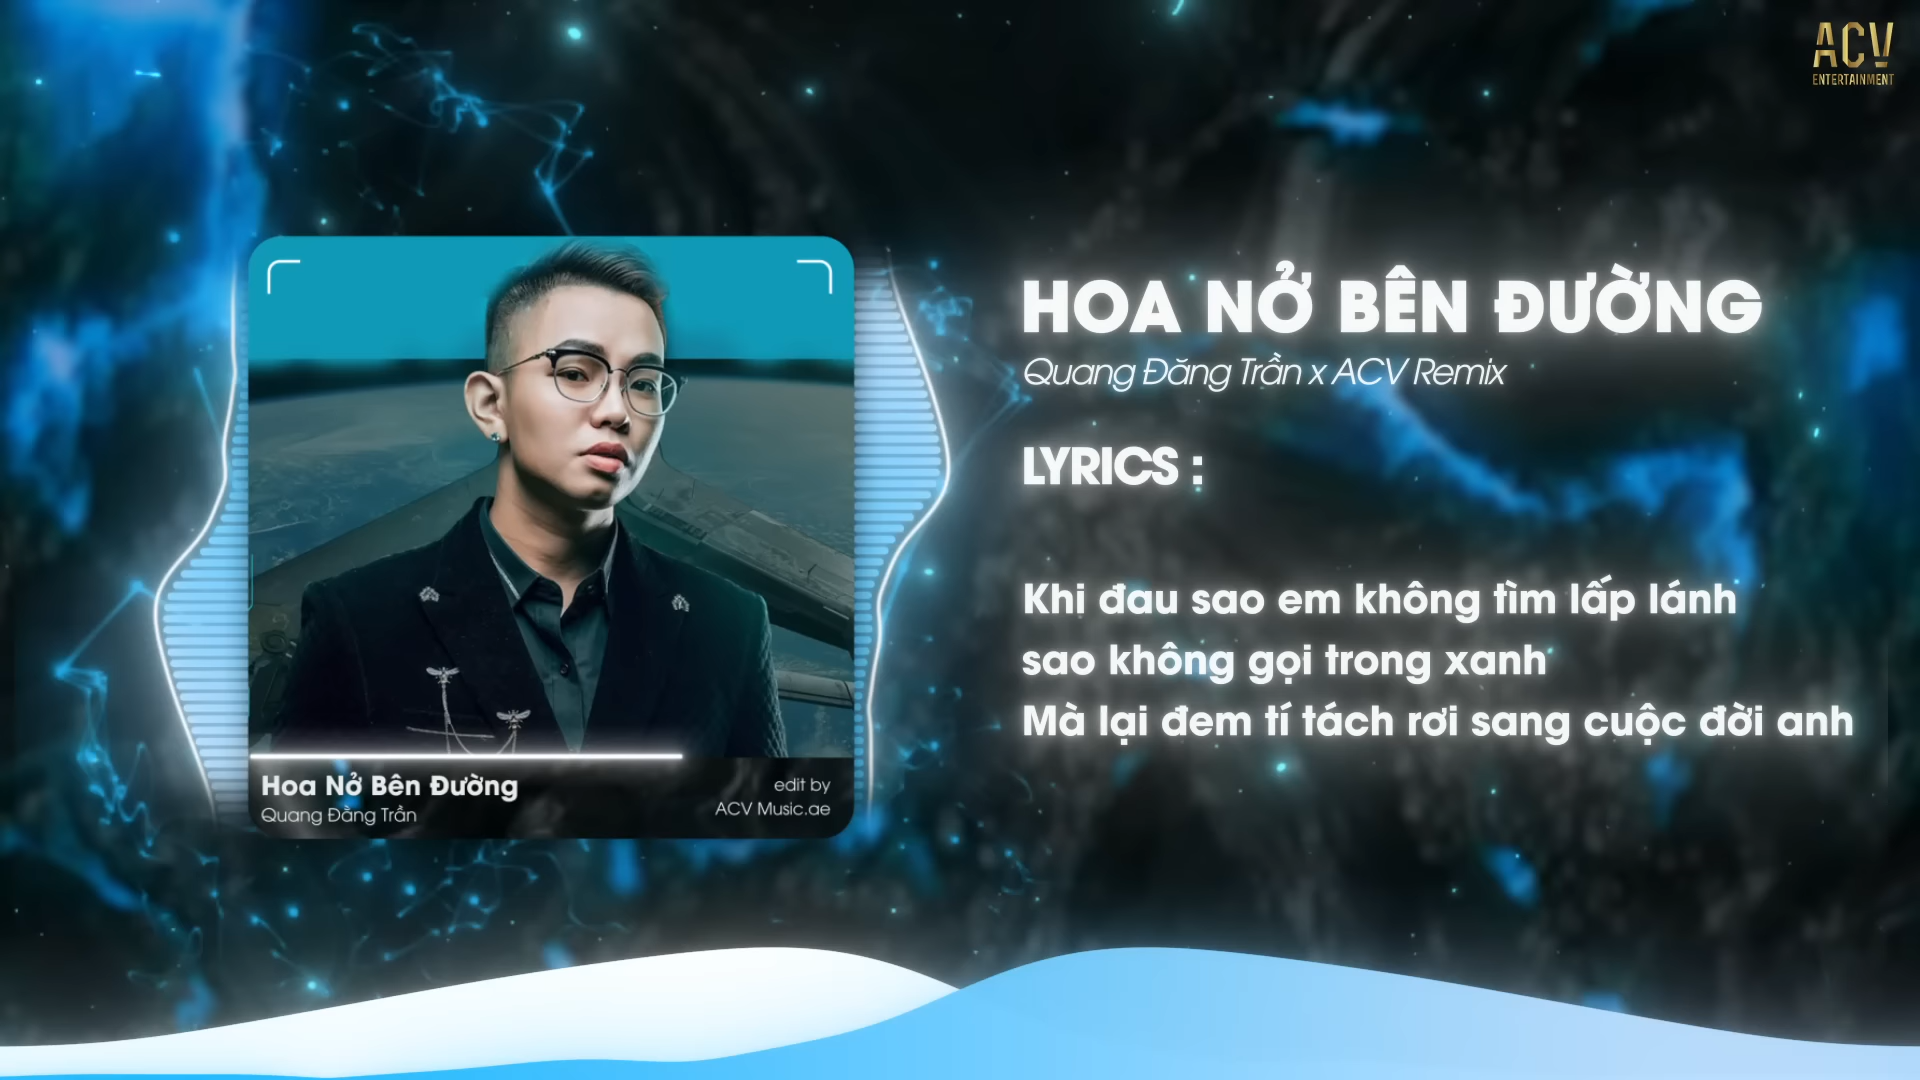 ACV
ENTERTAINMENT
HOA NỞ BÊN ĐƯỜNG
Quang Đăng Trần x ACV Remix
LYRICS :
Khi đau sao em không tìm lấp lánh
sao không gọi trong xanh
Mà lại đem tí tách rơi sang cuộc đời anh
Hoa Nở Bên Đường
Quang Đằng Trần
edit by
ACV Music.ae